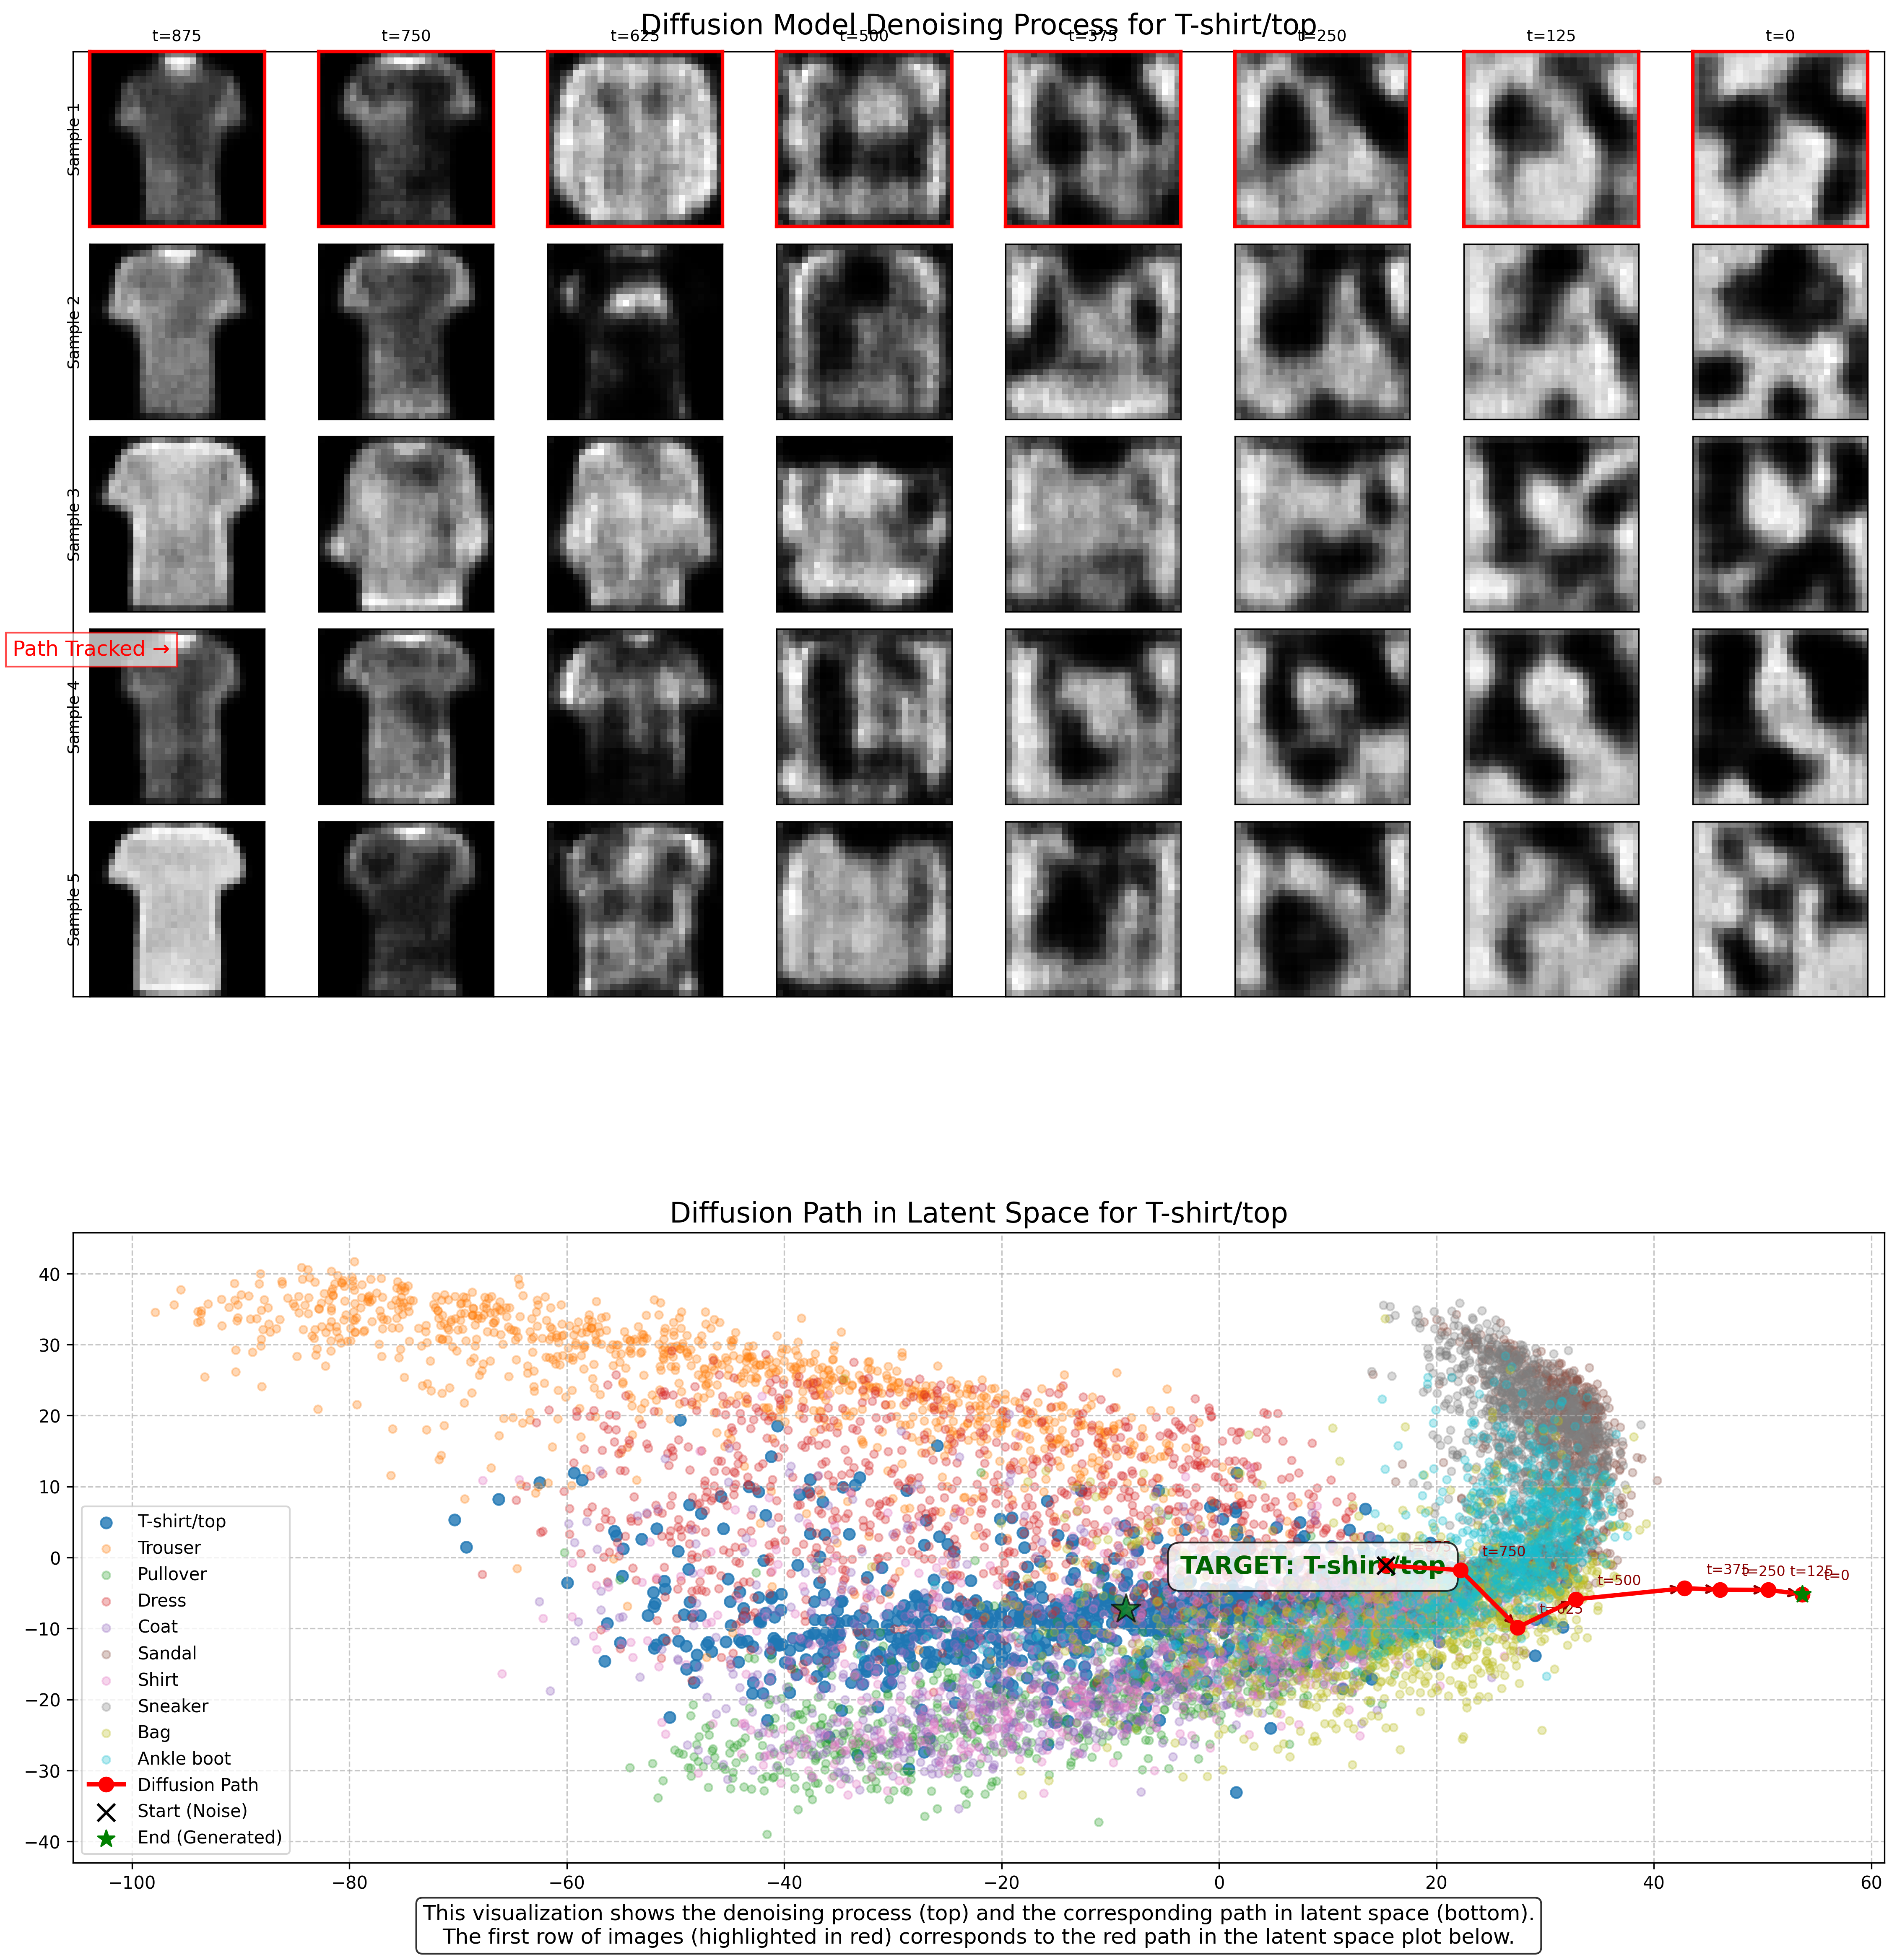 Diffusion Model Denoising Process for T-shirt/top
t=875
t=750
t=625
t=500
t=375
t=250
t=125
t=0
Sample 1
Sample 2
Sample 3
Path Tracked →
Sample 4
Sample 5
Diffusion Path in Latent Space for T-shirt/top
40
30
20
10
0
−10
−20
−30
−40
TARGET: T-shirt/top
t=750
t=625
t=500
t=375
t=250
t=125
t=0
T-shirt/top
Trouser
Pullover
Dress
Coat
Sandal
Shirt
Sneaker
Bag
Ankle boot
Diffusion Path
Start (Noise)
End (Generated)
−100
−80
−60
−40
−20
0
20
40
60
This visualization shows the denoising process (top) and the corresponding path in latent space (bottom).
The first row of images (highlighted in red) corresponds to the red path in the latent space plot below.